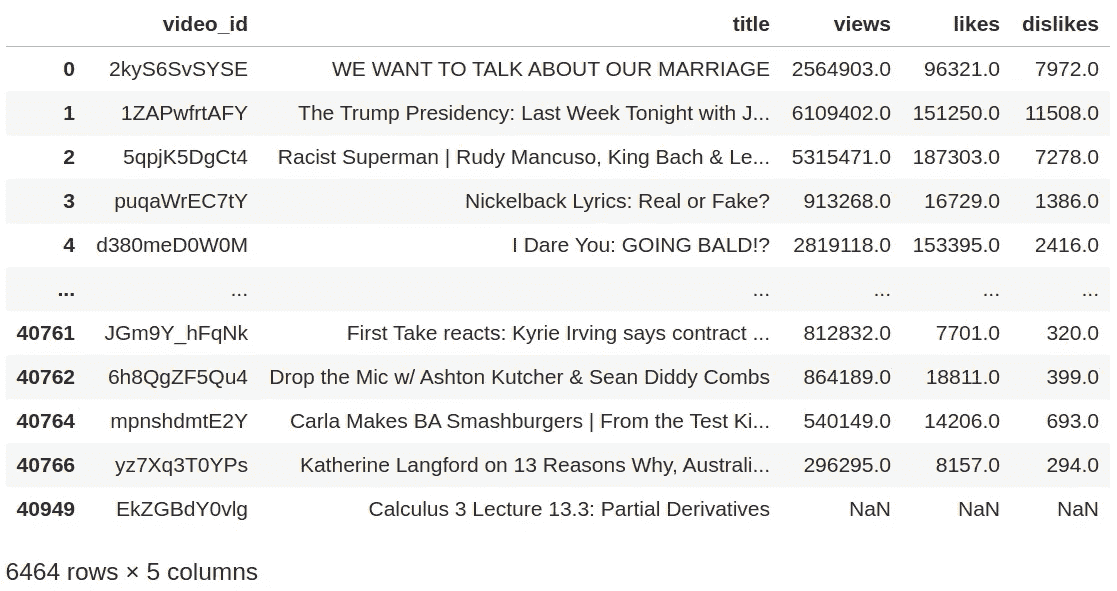 video_id title views likes dislikes
0 2kyS6SvSYSE WE WANT TO TALK ABOUT OUR MARRIAGE 2564903.0 96321.0 7972.0
1 1ZAPwfrtAFY The Trump Presidency: Last Week Tonight with J... 6109402.0 151250.0 11508.0
2 5qpjK5DgCt4 Racist Superman | Rudy Mancuso, King Bach & Le... 5315471.0 187303.0 7278.0
3 puqaWrEC7tY Nickelback Lyrics: Real or Fake? 913268.0 16729.0 1386.0
4 d380meD0W0M I Dare You: GOING BALD!? 2819118.0 153395.0 2416.0
... ... ... ... ... ...
40761 JGm9Y_hFqNk First Take reacts: Kyrie Irving says contract ... 812832.0 7701.0 320.0
40762 6h8QgZF5Qu4 Drop the Mic w/ Ashton Kutcher & Sean Diddy Combs 864189.0 18811.0 399.0
40764 mpnshdmtE2Y Carla Makes BA Smashburgers | From the Test Ki... 540149.0 14206.0 693.0
40766 yz7Xq3T0YPs Katherine Langford on 13 Reasons Why, Australi... 296295.0 8157.0 294.0
40949 EkZGBdY0vlg Calculus 3 Lecture 13.3: Partial Derivatives NaN NaN NaN
6464 rows × 5 columns